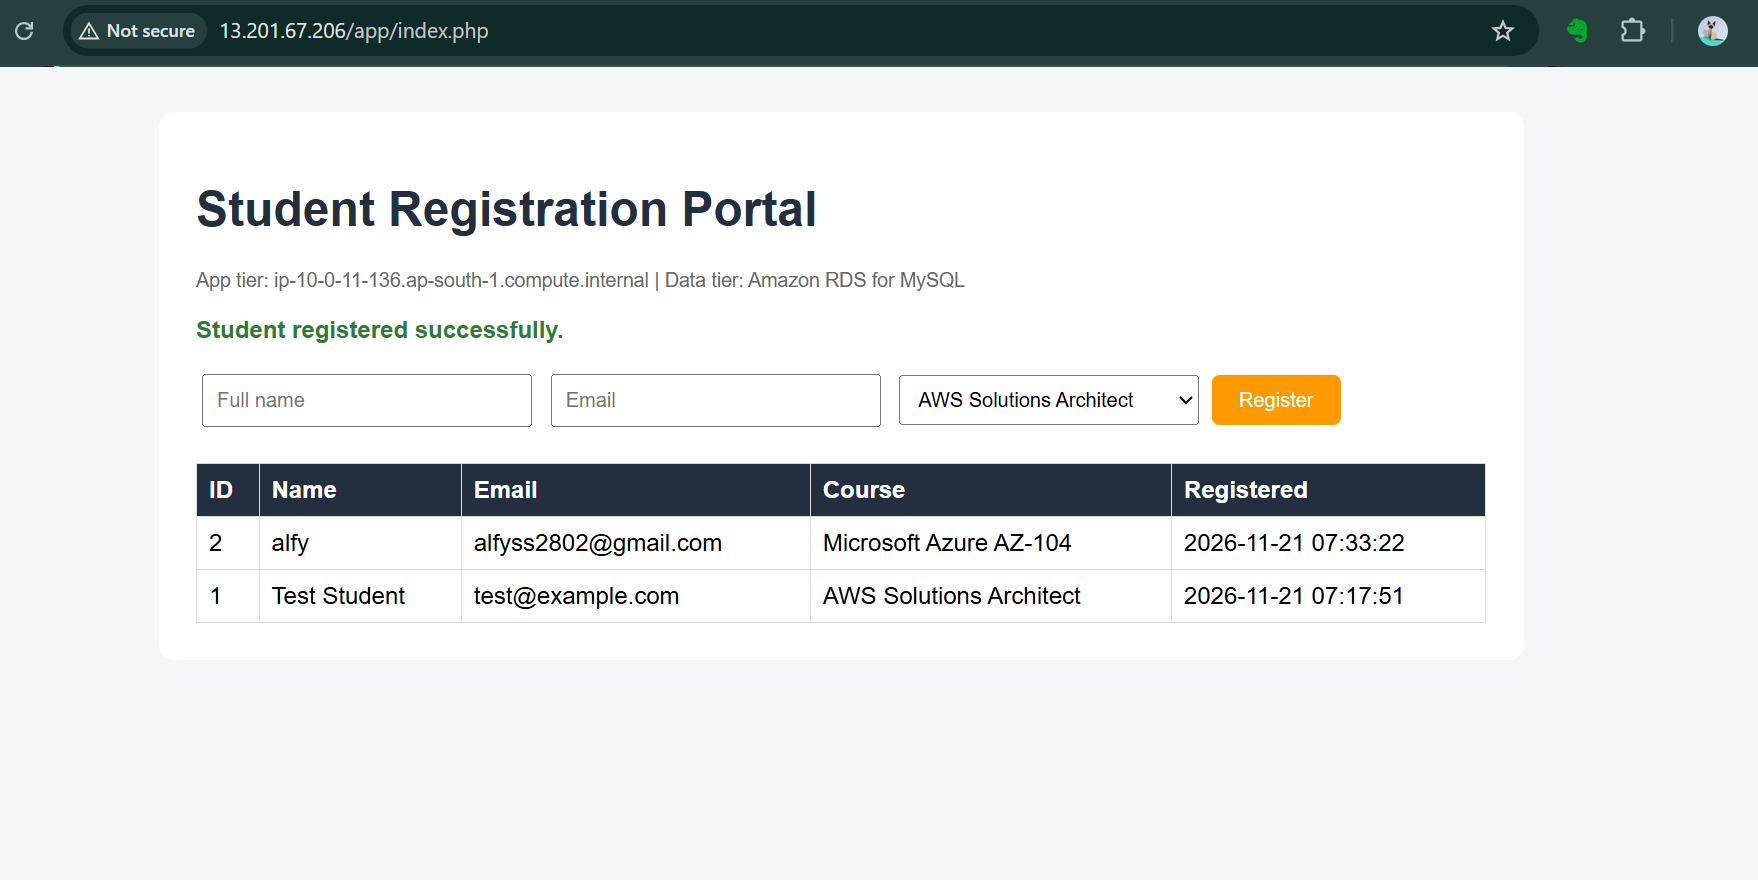 Not secure 13.201.67.206/app/index.php
Student Registration Portal
App tier: ip-10-0-11-136.ap-south-1.compute.internal | Data tier: Amazon RDS for MySQL
Student registered successfully.
Full name Email AWS Solutions Architect Register
ID Name Email Course Registered
2 alfy alfyss2802@gmail.com Microsoft Azure AZ-104 2026-11-21 07:33:22
1 Test Student test@example.com AWS Solutions Architect 2026-11-21 07:17:51